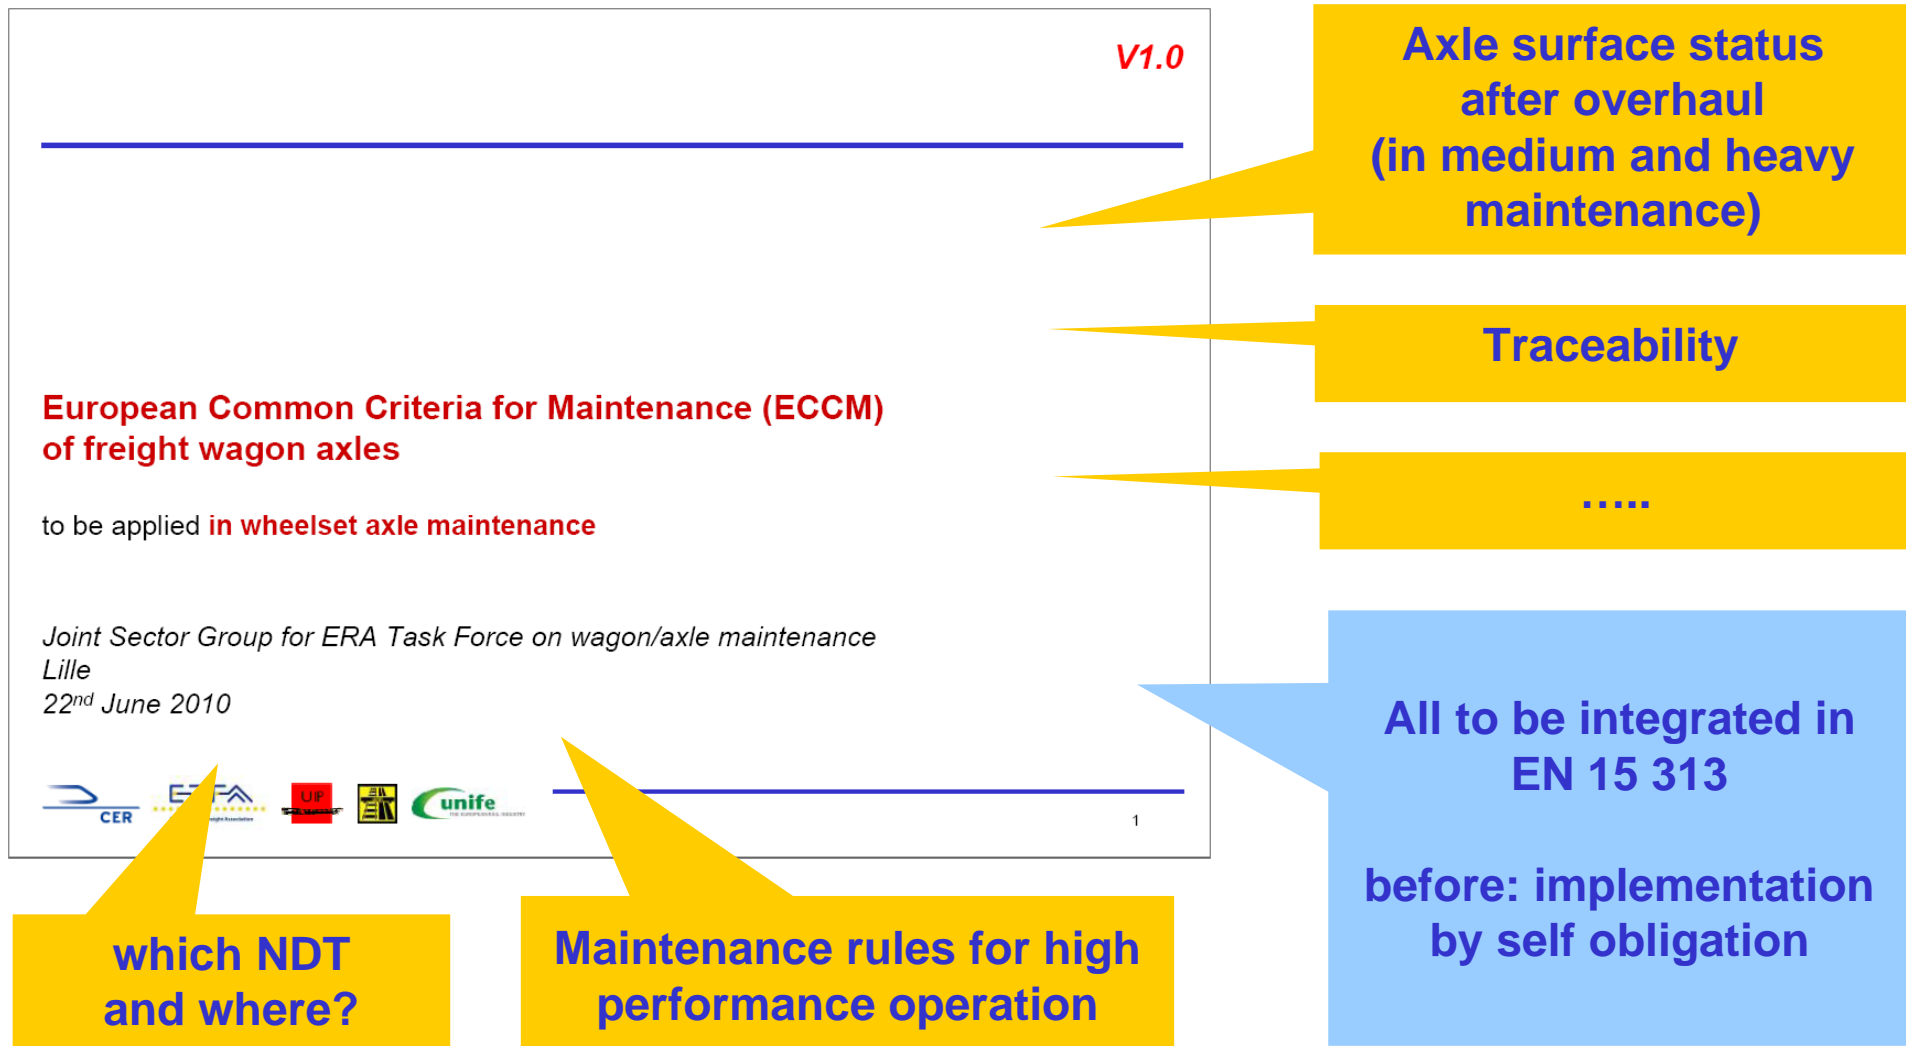 V1.0
European Common Criteria for Maintenance (ECCM)
of freight wagon axles
to be applied in wheelset axle maintenance
Joint Sector Group for ERA Task Force on wagon/axle maintenance
Lille
22nd June 2010
CER
UIP
unife
1
Axle surface status
after overhaul
(in medium and heavy
maintenance)
Traceability
.....
All to be integrated in
EN 15 313
before: implementation
by self obligation
which NDT
and where?
Maintenance rules for high
performance operation